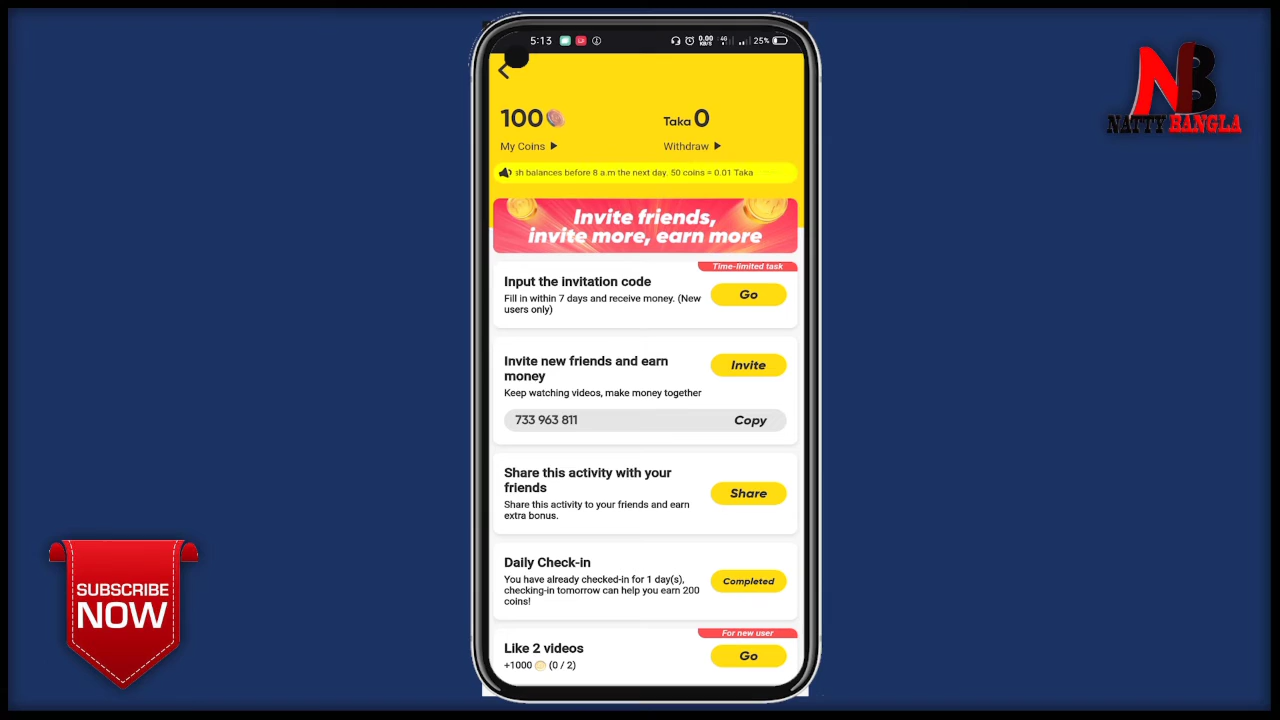 5:13
0.00
KB/S
4G
25%
100
Taka 0
My Coins
Withdraw
sh balances before 8 a.m the next day. 50 coins = 0.01 Taka
Invite friends,
invite more, earn more
Time-limited task
Input the invitation code
Fill in within 7 days and receive money. (New
users only)
Go
Invite new friends and earn
money
Invite
Keep watching videos, make money together
733 963 811
Copy
Share this activity with your
friends
Share
Share this activity to your friends and earn
extra bonus.
Daily Check-in
You have already checked-in for 1 day(s),
checking-in tomorrow can help you earn 200
coins!
Completed
For new user
Like 2 videos
+1000 (0 / 2)
Go
NB
NATTY BANGLA
SUBSCRIBE
NOW